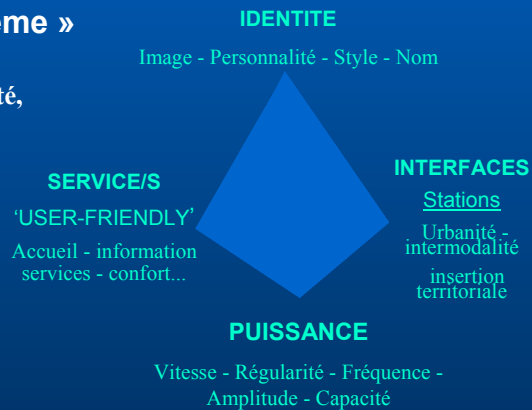 ème »
té,
IDENTITE
Image - Personnalité - Style - Nom
SERVICE/S
‘USER-FRIENDLY’
Accueil - information
services - confort...
INTERFACES
Stations
Urbanité -
intermodalité
insertion
territoriale
PUISSANCE
Vitesse - Régularité - Fréquence -
Amplitude - Capacité